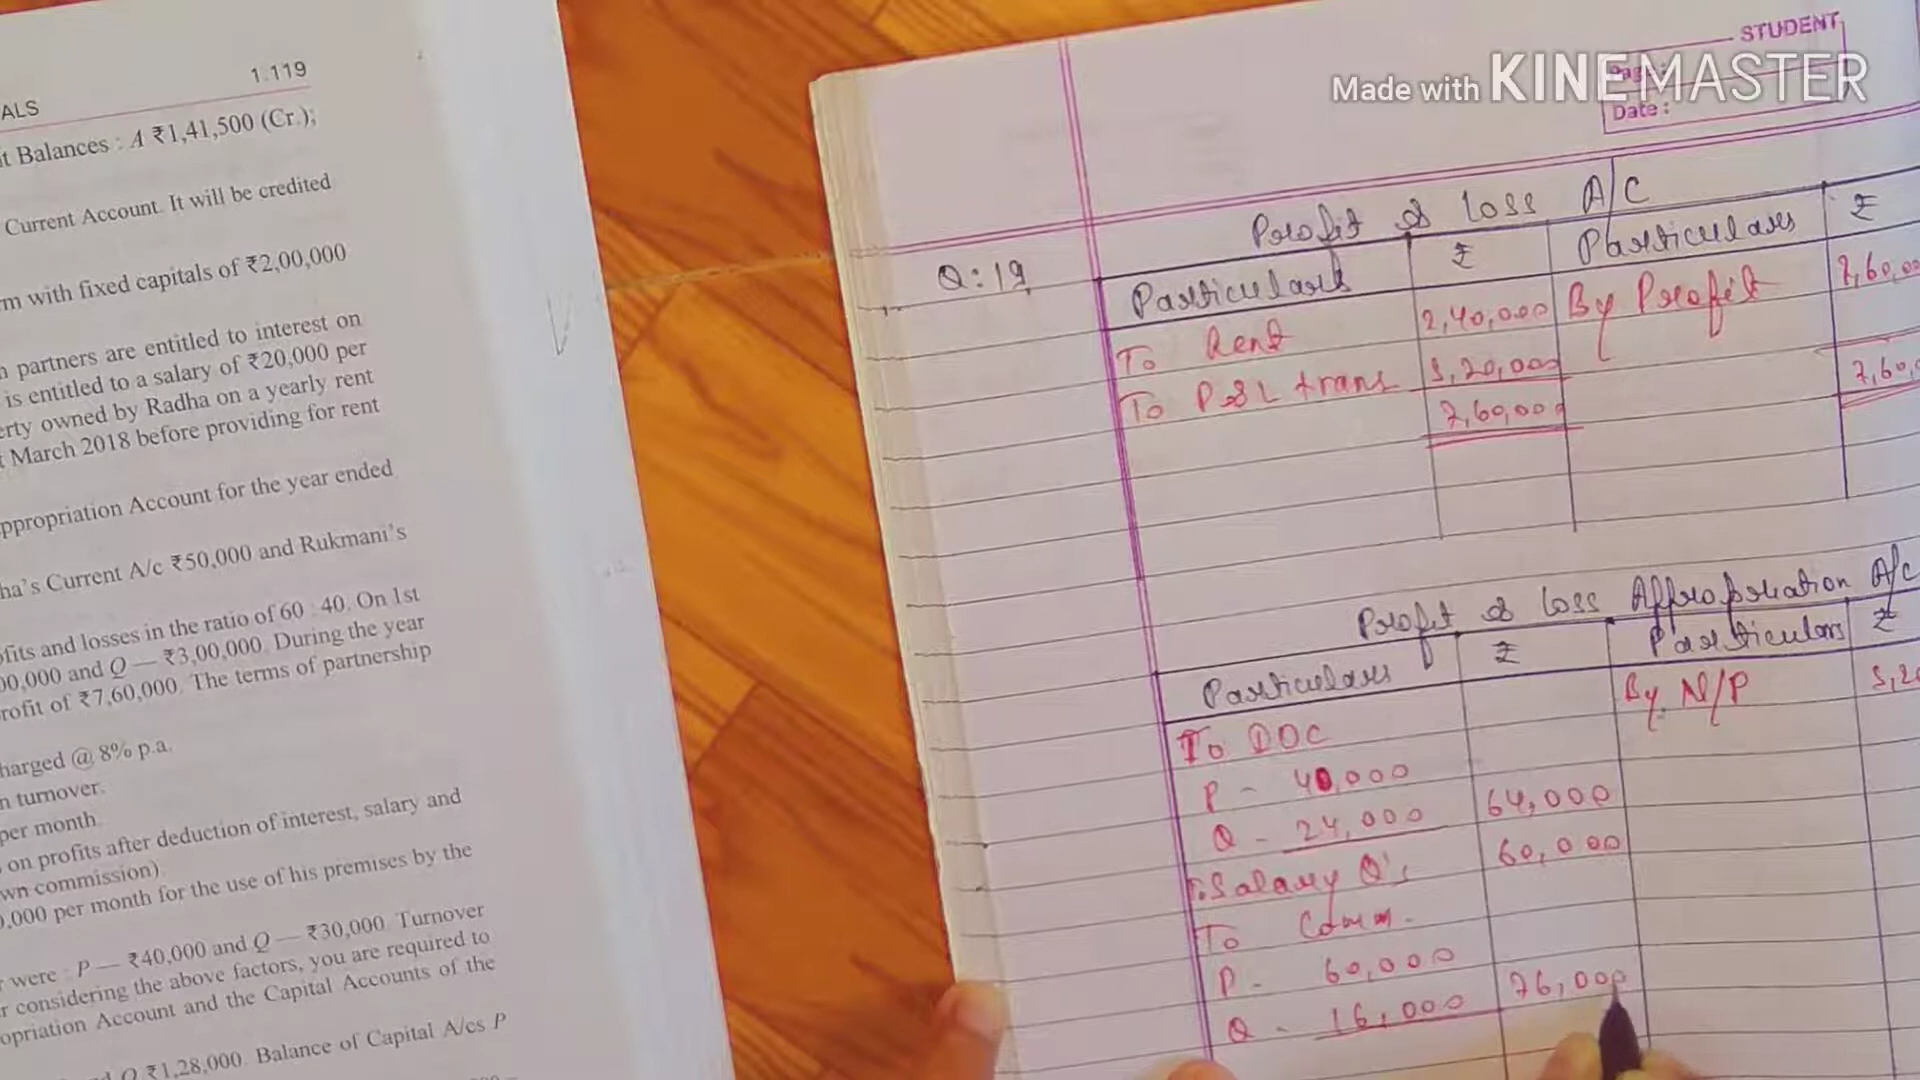 1.119
ALS
it Balances : A ₹1,41,500 (Cr.);
Current Account. It will be credited
rm with fixed capitals of ₹2,00,000
n partners are entitled to interest on
is entitled to a salary of ₹20,000 per
erty owned by Radha on a yearly rent
t March 2018 before providing for rent
ppropriation Account for the year ended
ha's Current A/c ₹50,000 and Rukmani's
ofits and losses in the ratio of 60 : 40. On 1st
00,000 and Q — ₹3,00,000. During the year
rofit of ₹7,60,000. The terms of partnership
harged @ 8% p.a.
n turnover.
per month.
on profits after deduction of interest, salary and
wn commission).
0,000 per month for the use of his premises by the
r were : P — ₹40,000 and Q — ₹30,000. Turnover
r considering the above factors, you are required to
opriation Account and the Capital Accounts of the
Q ₹1,28,000. Balance of Capital A/cs P
STUDENT
Made with KINEMASTER
Page :
Date :
Profit & Loss A/C
Q:19 Particulars ₹ Particulars ₹
To Rent 2,40,000 By Profit 7,60,00
To P&L trans 5,20,000
7,60,000 7,60,0
Profit & Loss Appropriation A/C
Particulars ₹ Particulars ₹
To IOC By N/P 5,20
P - 40,000
Q - 24,000 64,000
To Salary Q's 60,000
To Comm.
P - 60,000
Q - 16,000 76,000